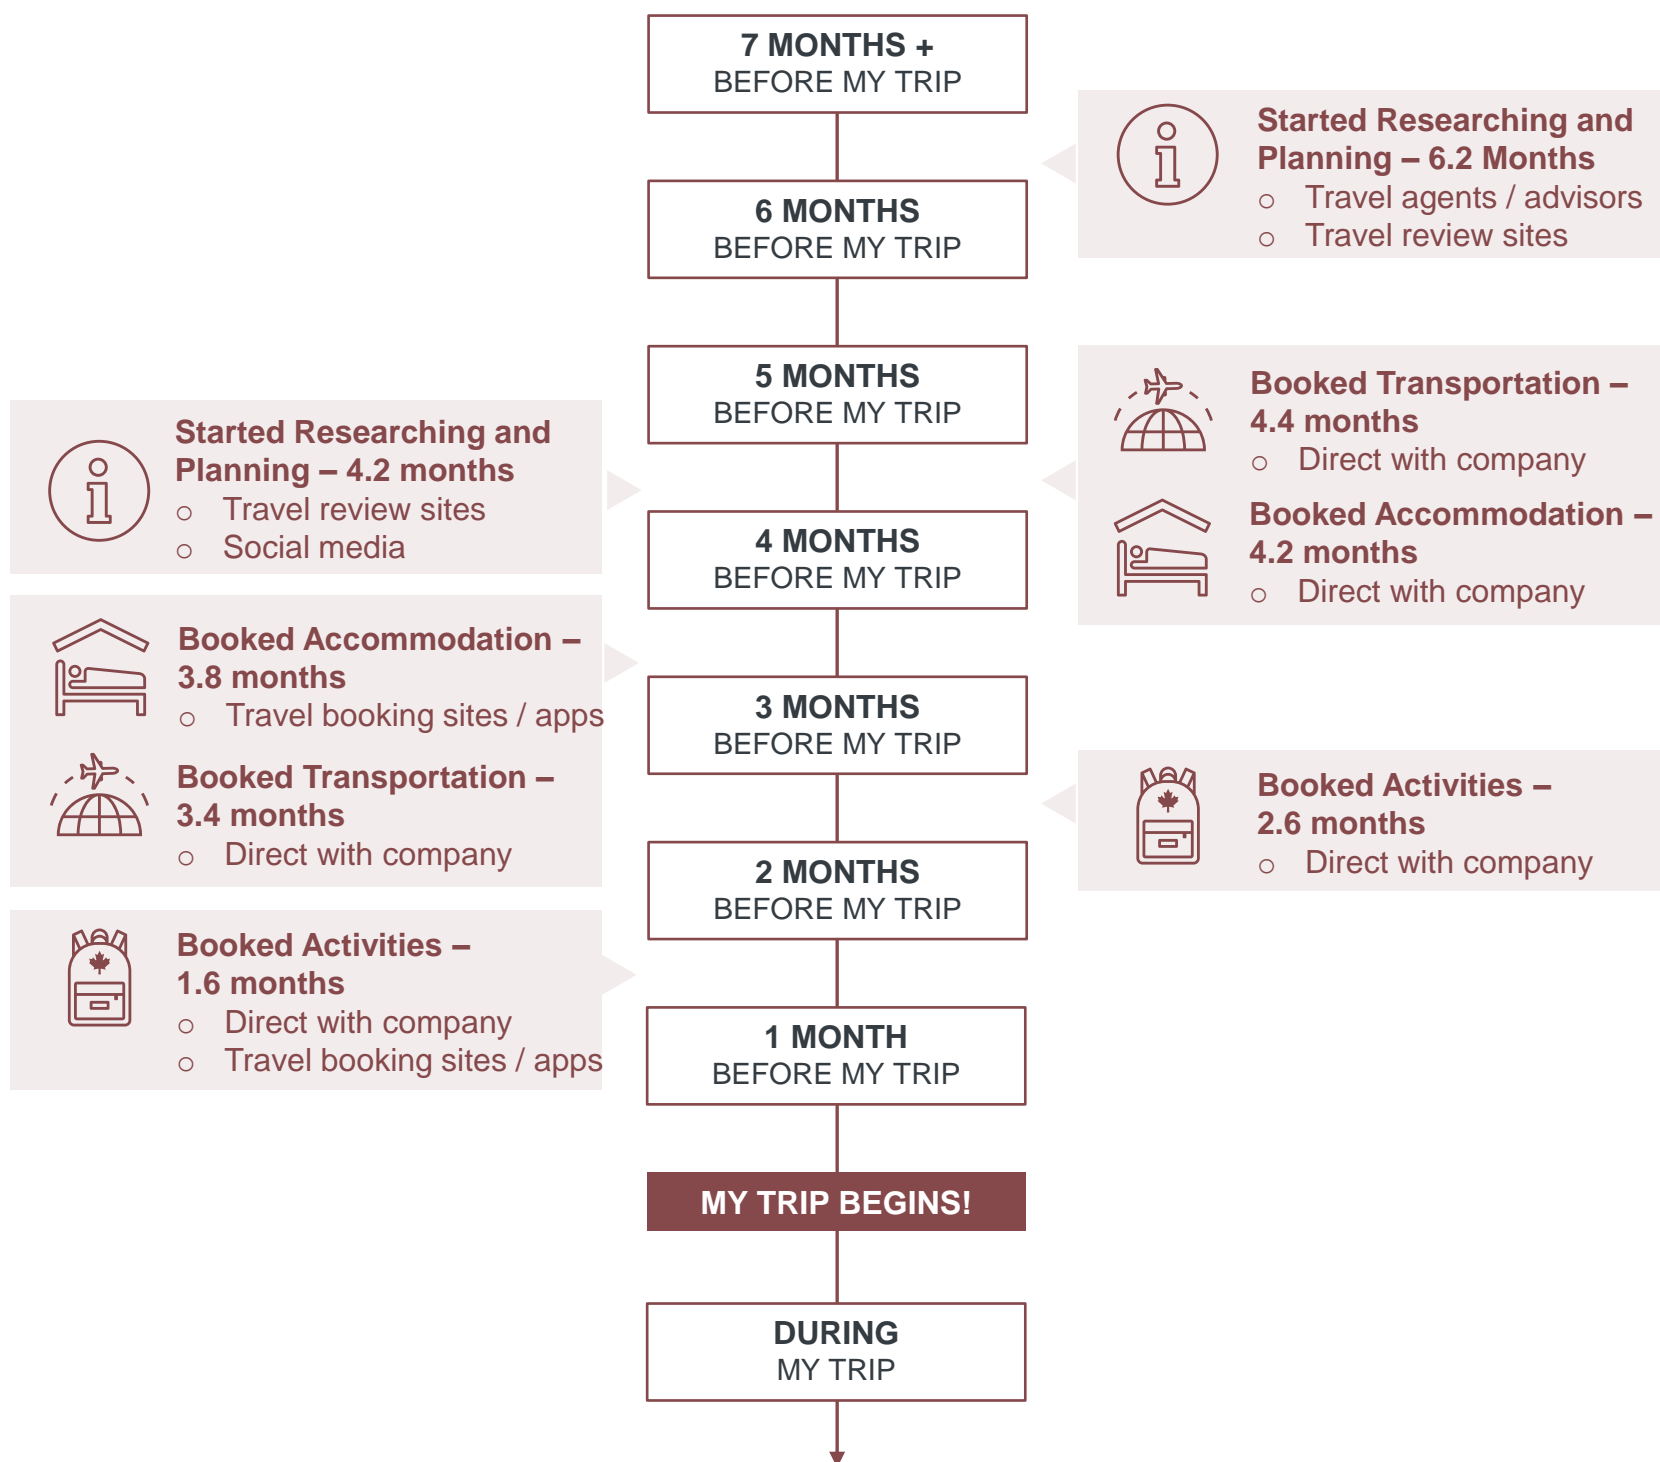 7 MONTHS +
BEFORE MY TRIP
Started Researching and
Planning – 6.2 Months
○ Travel agents / advisors
○ Travel review sites
6 MONTHS
BEFORE MY TRIP
5 MONTHS
BEFORE MY TRIP
Booked Transportation –
4.4 months
○ Direct with company
Booked Accommodation –
4.2 months
○ Direct with company
Started Researching and
Planning – 4.2 months
○ Travel review sites
○ Social media
4 MONTHS
BEFORE MY TRIP
Booked Accommodation –
3.8 months
○ Travel booking sites / apps
Booked Transportation –
3.4 months
○ Direct with company
3 MONTHS
BEFORE MY TRIP
Booked Activities –
2.6 months
○ Direct with company
2 MONTHS
BEFORE MY TRIP
Booked Activities –
1.6 months
○ Direct with company
○ Travel booking sites / apps
1 MONTH
BEFORE MY TRIP
MY TRIP BEGINS!
DURING
MY TRIP